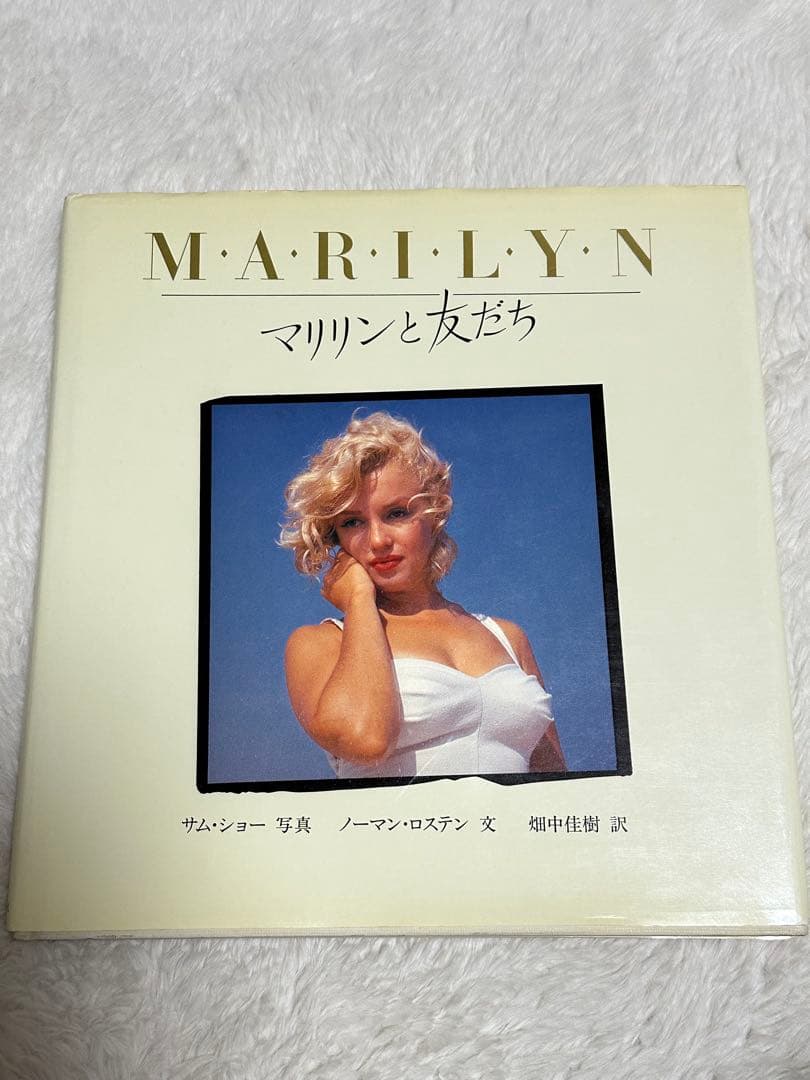 M·A·R·I·L·Y·N
マリリンと友だち
サム・ショー 写真 ノーマン・ロステン 文 畑中佳樹 訳